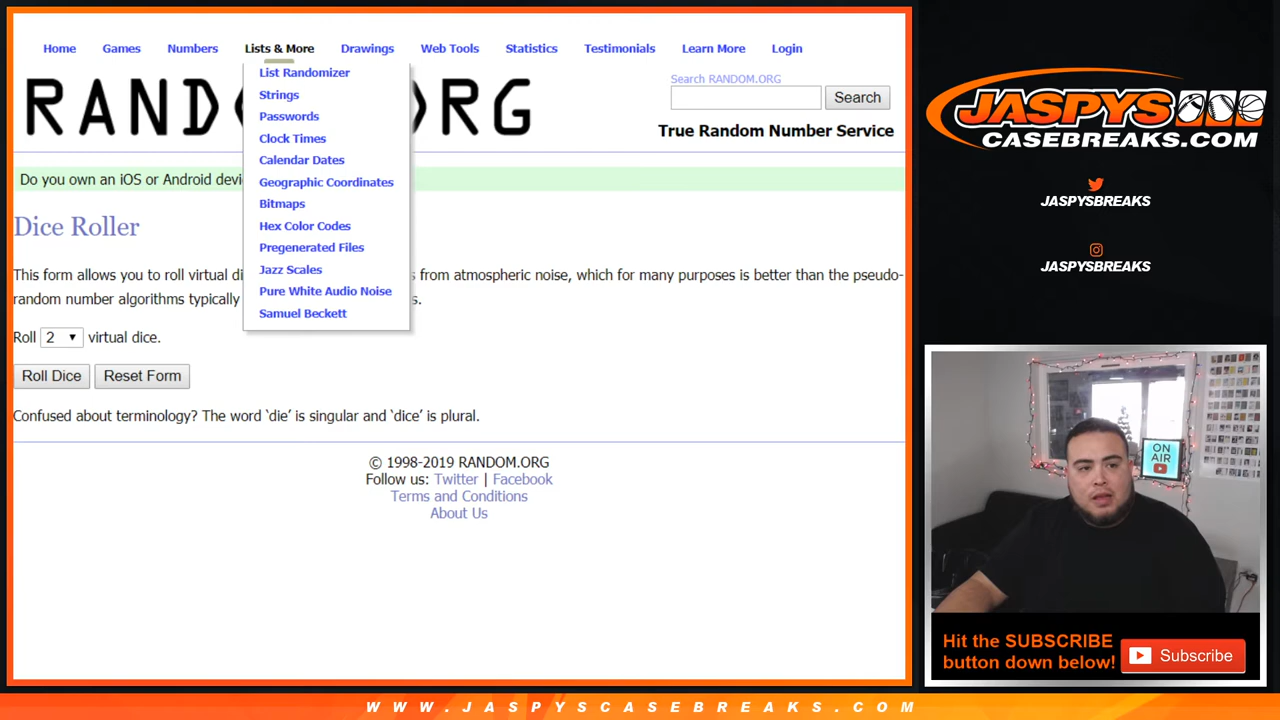 Home Games Numbers Lists & More Drawings Web Tools Statistics Testimonials Learn More Login
List Randomizer
Strings
Passwords
Clock Times
Calendar Dates
Geographic Coordinates
Bitmaps
Hex Color Codes
Pregenerated Files
Jazz Scales
Pure White Audio Noise
Samuel Beckett
RANDO RG
Search RANDOM.ORG
Search
True Random Number Service
Do you own an iOS or Android devi
Dice Roller
This form allows you to roll virtual di s from atmospheric noise, which for many purposes is better than the pseudo-
random number algorithms typically s.
Roll 2 virtual dice.
Roll Dice Reset Form
Confused about terminology? The word ‘die’ is singular and ‘dice’ is plural.
© 1998-2019 RANDOM.ORG
Follow us: Twitter | Facebook
Terms and Conditions
About Us
JASPYS
CASEBREAKS.COM
JASPYSBREAKS
JASPYSBREAKS
ON
AIR
Hit the SUBSCRIBE
button down below!
Subscribe
WWW.JASPYSCASEBREAKS.COM